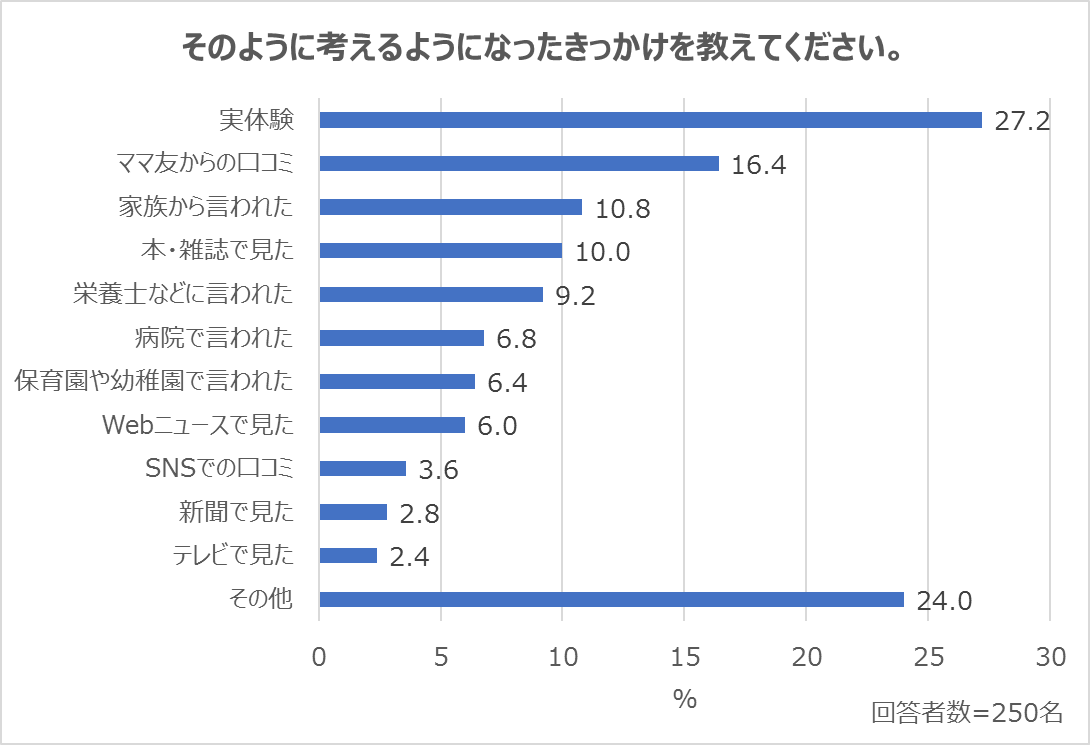 そのように考えるようになったきっかけを教えてください。
実体験 27.2
ママ友からの口コミ 16.4
家族から言われた 10.8
本・雑誌で見た 10.0
栄養士などに言われた 9.2
病院で言われた 6.8
保育園や幼稚園で言われた 6.4
Webニュースで見た 6.0
SNSでの口コミ 3.6
新聞で見た 2.8
テレビで見た 2.4
その他 24.0
0 5 10 15 20 25 30
%
回答者数=250名